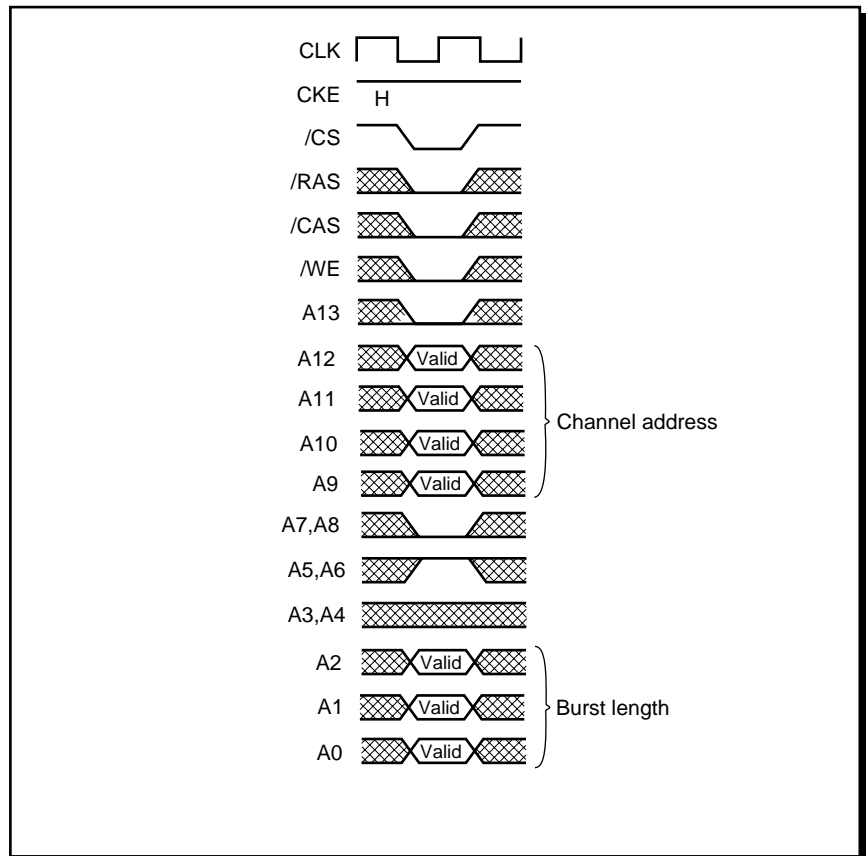 CLK
CKE H
/CS
/RAS
/CAS
/WE
A13
A12 Valid
A11 Valid
Channel address
A10 Valid
A9 Valid
A7,A8
A5,A6
A3,A4
A2 Valid
A1 Valid Burst length
A0 Valid